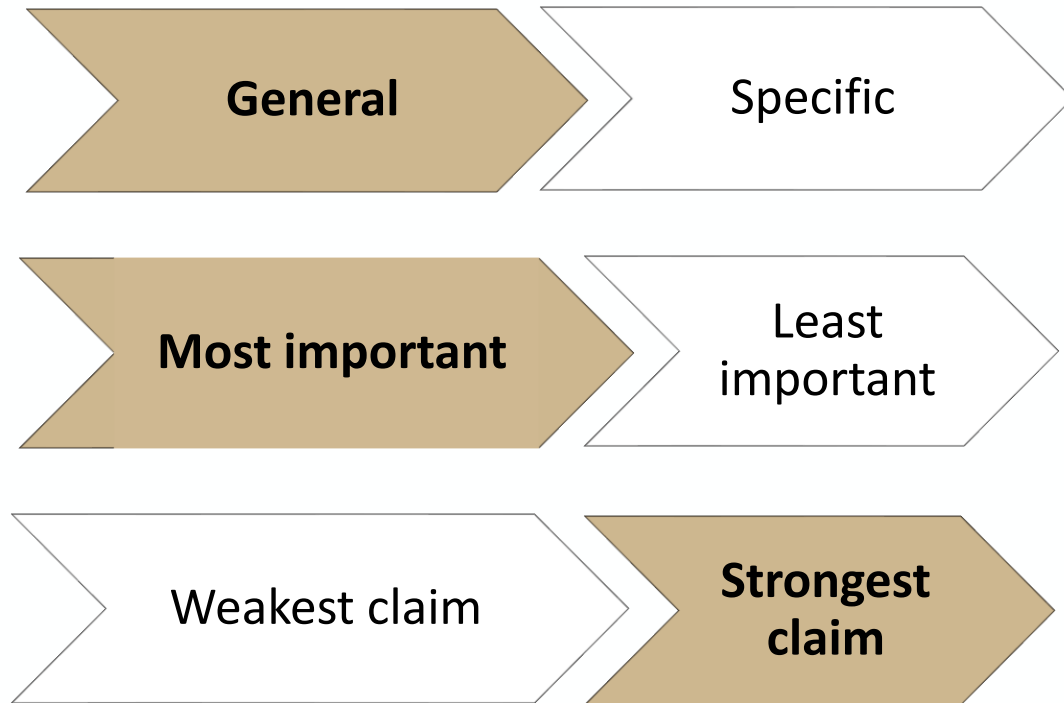 General
Specific
Most important
Least
important
Weakest claim
Strongest
claim